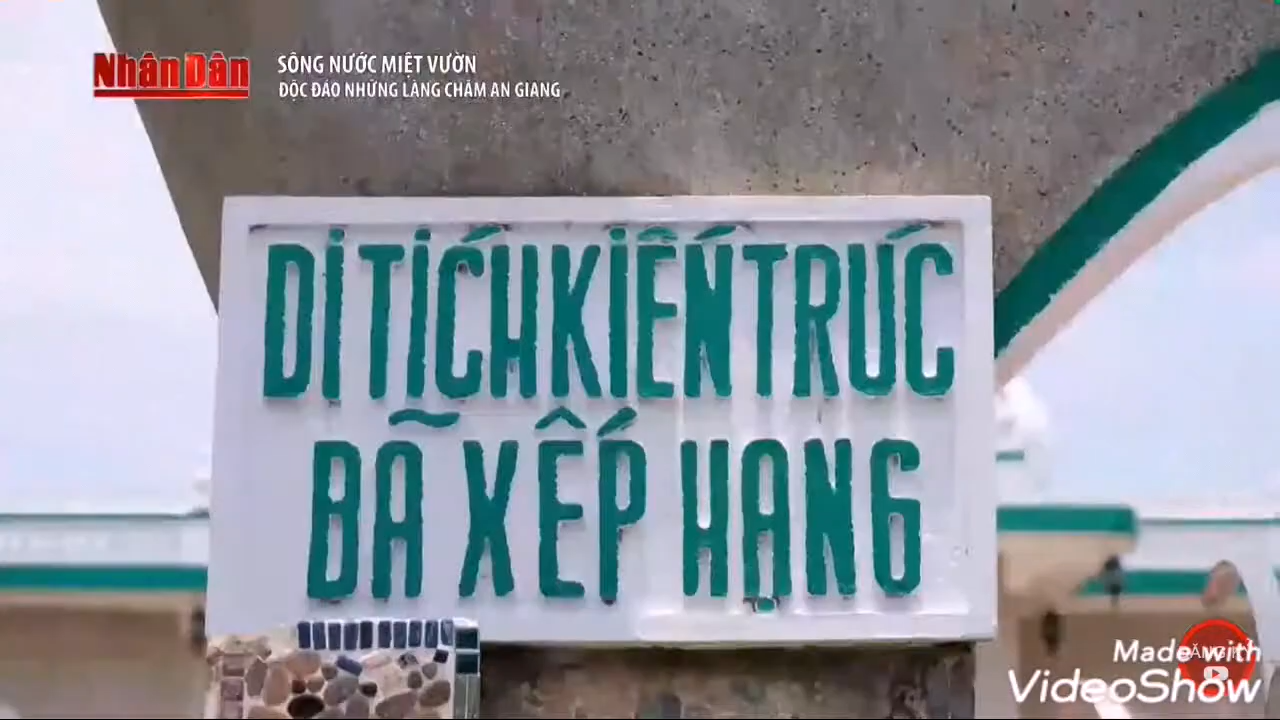 Nhân Dân
SÔNG NƯỚC MIỆT VƯỜN
ĐỘC ĐÁO NHỮNG LÀNG CHĂM AN GIANG
DI TÍCH KIẾN TRÚC
ĐÃ XẾP HẠNG
Made with
VideoShow